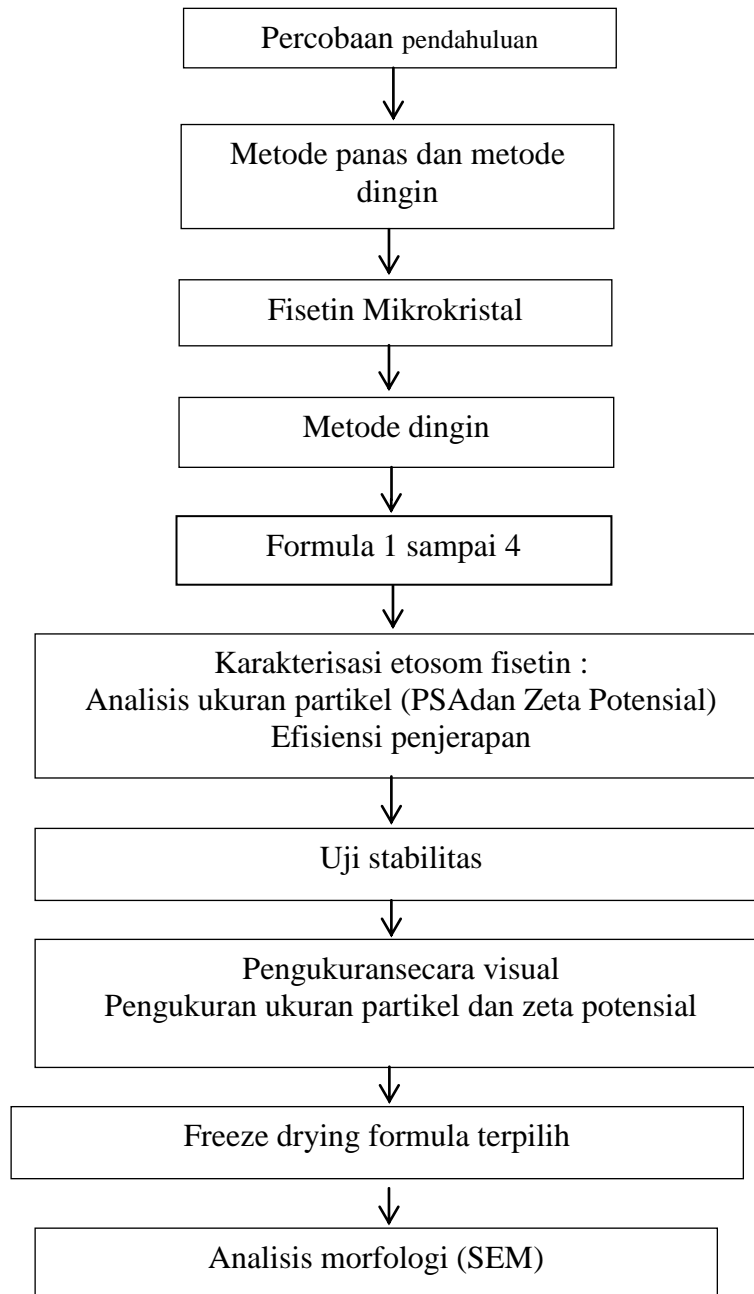 Percobaan pendahuluan
Metode panas dan metode
dingin
Fisetin Mikrokristal
Metode dingin
Formula 1 sampai 4
Karakterisasi etosom fisetin :
Analisis ukuran partikel (PSAdan Zeta Potensial)
Efisiensi penjerapan
Uji stabilitas
Pengukuransecara visual
Pengukuran ukuran partikel dan zeta potensial
Freeze drying formula terpilih
Analisis morfologi (SEM)